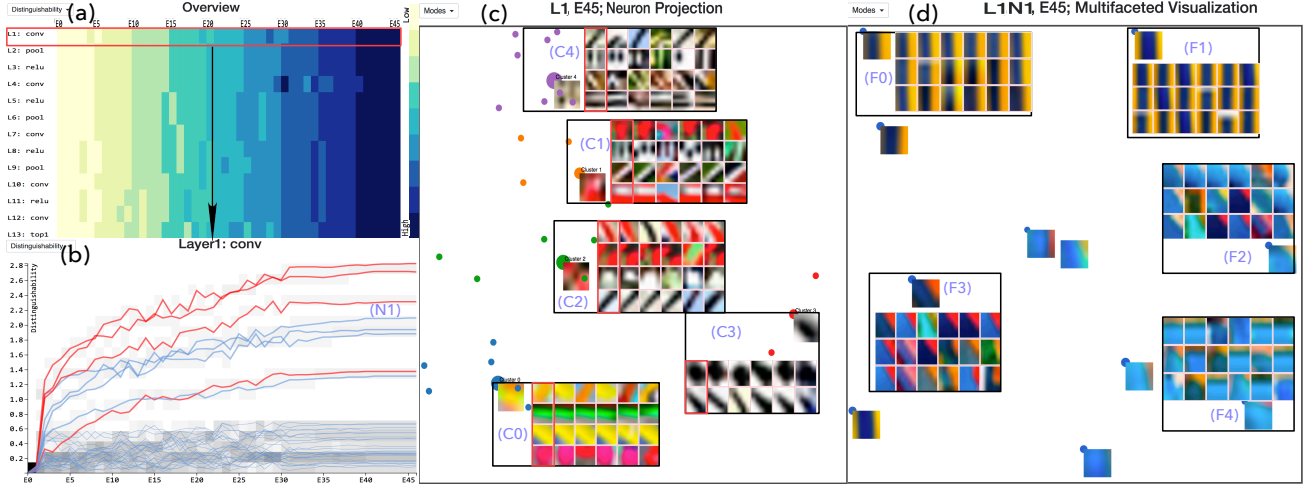 Distinguishability
(a)
Overview
E0 E5 E10 E15 E20 E25 E30 E35 E40 E45
Low
L1: conv
L2: pool
L3: relu
L4: conv
L5: relu
L6: pool
L7: conv
L8: relu
L9: pool
L10: conv
L11: relu
L12: conv
L13: top1
High
Distinguishability
(b)
Layer1: conv
2.8
2.4
2.0
1.8
1.6
1.4
1.2
1.0
0.8
0.6
0.4
0.2
Distinguishability
(N1)
E0 E5 E10 E15 E20 E25 E30 E35 E40 E45
Modes
(c)
L1, E45; Neuron Projection
(C4)
Cluster 4
(C1)
Cluster 1
Cluster 2
(C2)
(C3)
Cluster 3
Cluster 0
(C0)
Modes
(d)
L1N1, E45; Multifaceted Visualization
(F0)
(F1)
(F2)
(F3)
(F4)